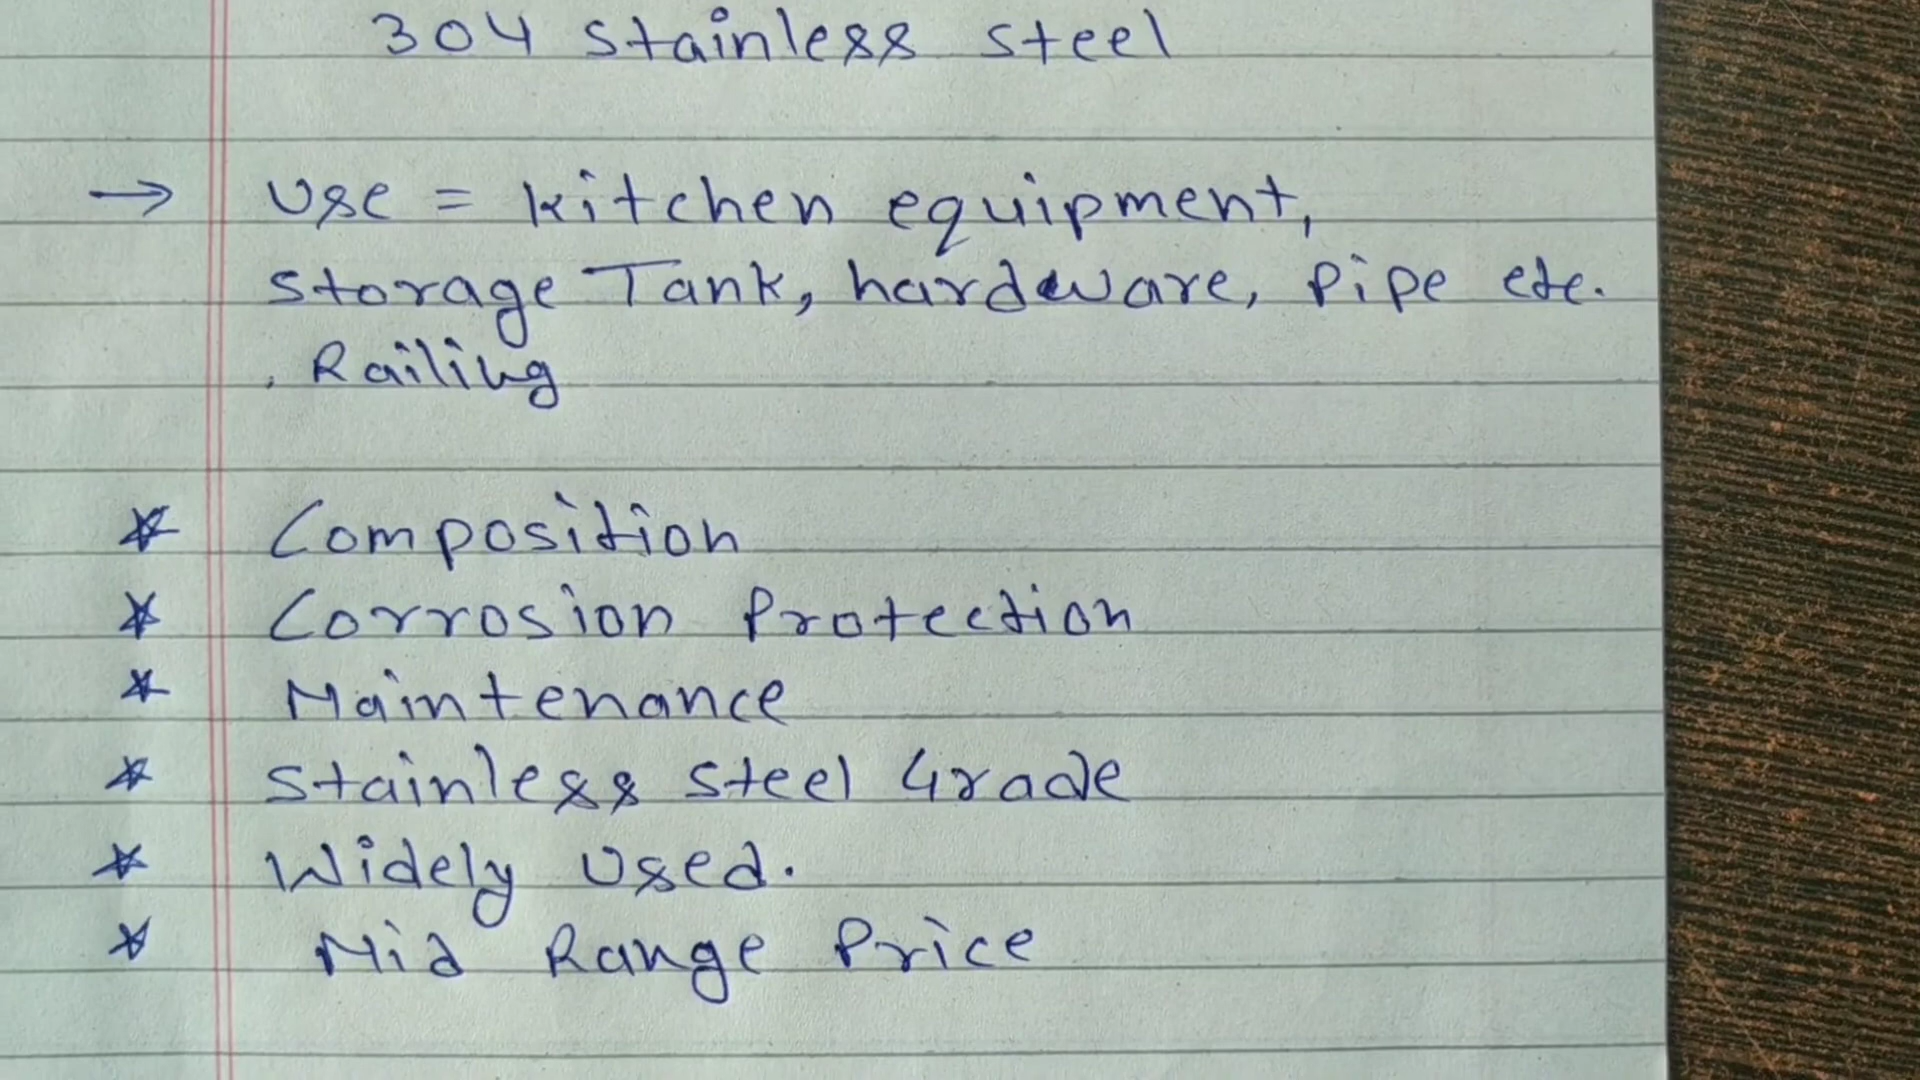 304 Stainless steel
→ Use = kitchen equipment,
Storage Tank, hardware, Pipe etc.
, Railing
* Composition
* Corrosion Protection
* Maintenance
* Stainless steel Grade
* Widely Used.
* Mid Range Price